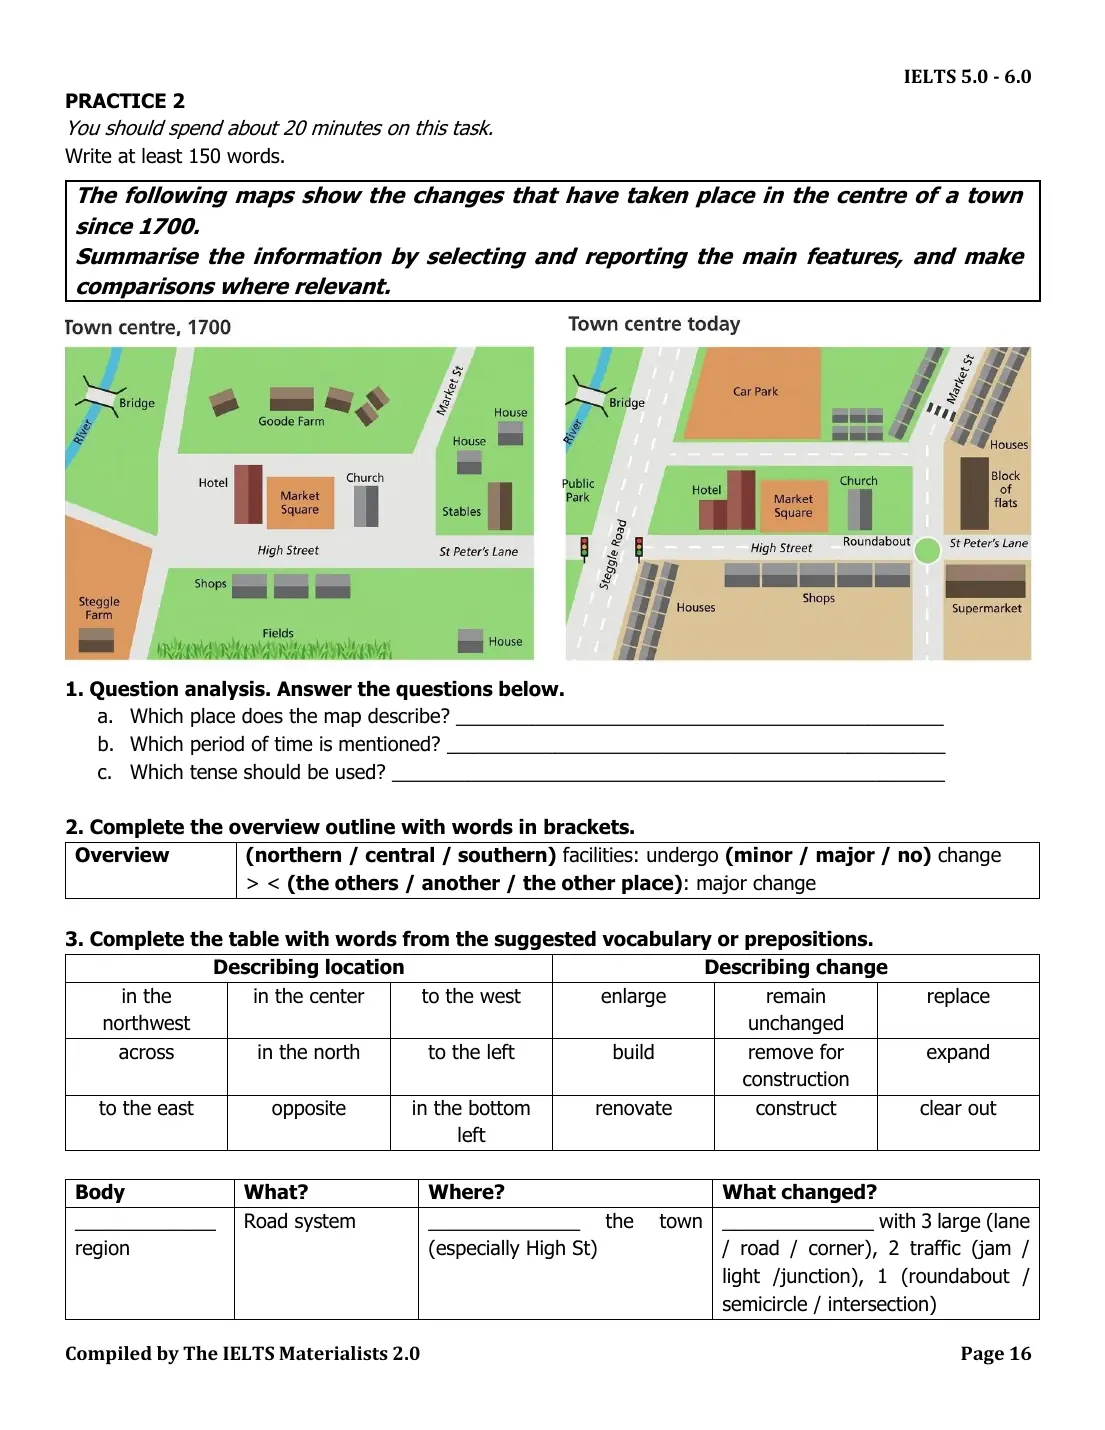 IELTS 5.0 - 6.0
PRACTICE 2
You should spend about 20 minutes on this task.
Write at least 150 words.
The following maps show the changes that have taken place in the centre of a town
since 1700.
Summarise the information by selecting and reporting the main features, and make
comparisons where relevant.
Town centre, 1700
Bridge
River
Goode Farm
Market St
House
House
Hotel
Market
Square
Church
Stables
High Street
St Peter's Lane
Shops
Steggle
Farm
Fields
House
Town centre today
Bridge
River
Car Park
Market St
Houses
Public
Park
Hotel
Market
Square
Church
Block
of
flats
Steggle Road
High Street
Roundabout
St Peter's Lane
Houses
Shops
Supermarket
1. Question analysis. Answer the questions below.
a. Which place does the map describe? ______________________________________________
b. Which period of time is mentioned? _______________________________________________
c. Which tense should be used? ____________________________________________________
2. Complete the overview outline with words in brackets.
Overview
(northern / central / southern) facilities: undergo (minor / major / no) change
> < (the others / another / the other place): major change
3. Complete the table with words from the suggested vocabulary or prepositions.
Describing location
Describing change
in the
northwest
in the center
to the west
enlarge
remain
unchanged
replace
across
in the north
to the left
build
remove for
construction
expand
to the east
opposite
in the bottom
left
renovate
construct
clear out
Body
What?
Where?
What changed?
_____________
region
Road system
______________ the town
(especially High St)
______________ with 3 large (lane
/ road / corner), 2 traffic (jam /
light /junction), 1 (roundabout /
semicircle / intersection)
Compiled by The IELTS Materialists 2.0
Page 16